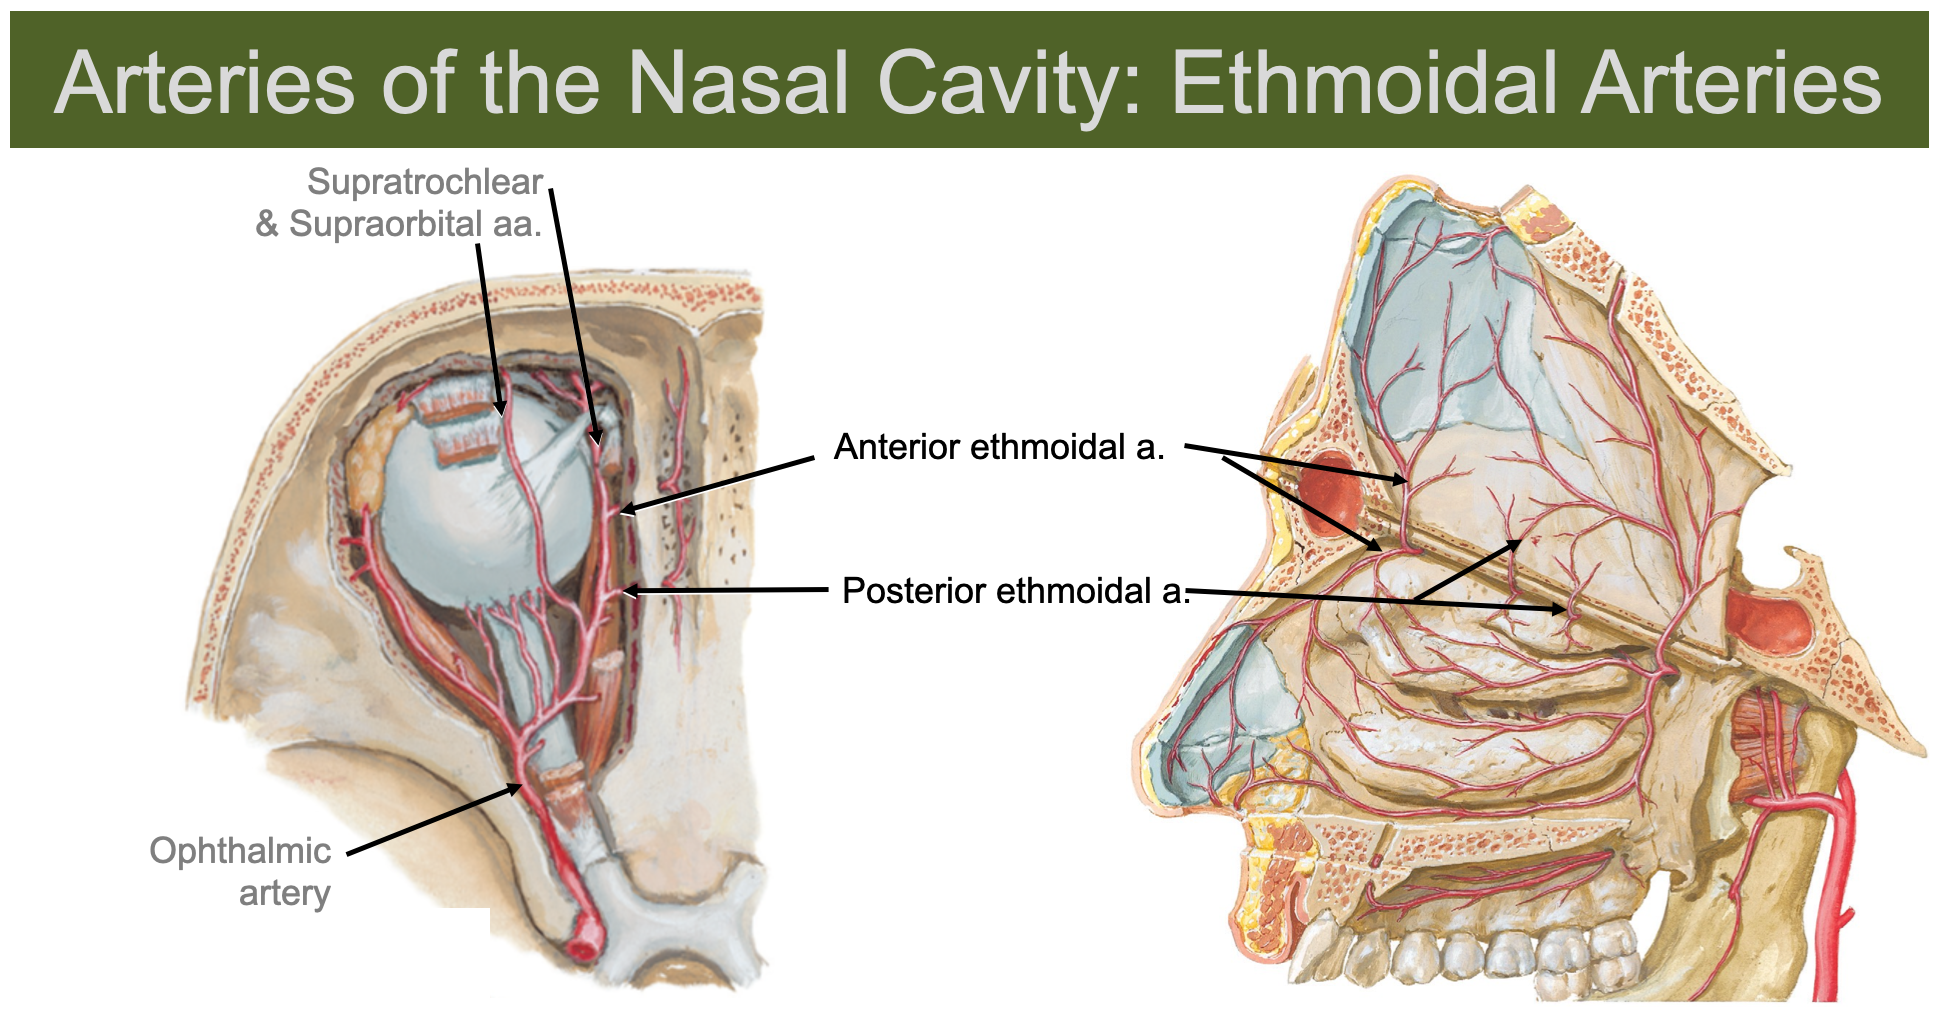 Arteries of the Nasal Cavity: Ethmoidal Arteries
Supratrochlear
& Supraorbital aa.
Anterior ethmoidal a.
Posterior ethmoidal a.
Ophthalmic
artery